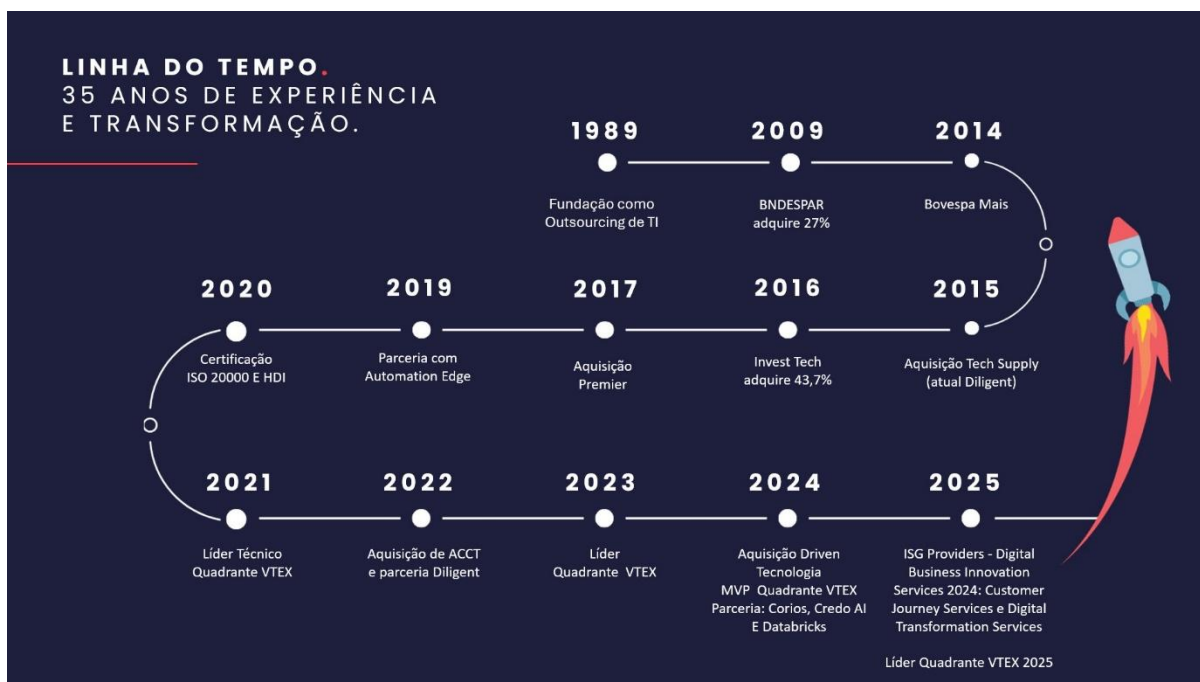 LINHA DO TEMPO.
35 ANOS DE EXPERIÊNCIA
E TRANSFORMAÇÃO.
1989
Fundação como
Outsourcing de TI
2009
BNDESPAR
adquire 27%
2014
Bovespa Mais
2015
Aquisição Tech Supply
(atual Diligent)
2016
Invest Tech
adquire 43,7%
2017
Aquisição
Premier
2019
Parceria com
Automation Edge
2020
Certificação
ISO 20000 E HDI
2021
Líder Técnico
Quadrante VTEX
2022
Aquisição de ACCT
e parceria Diligent
2023
Líder
Quadrante VTEX
2024
Aquisição Driven
Tecnologia
MVP Quadrante VTEX
Parceria: Corios, Credo AI
E Databricks
2025
ISG Providers - Digital
Business Innovation
Services 2024: Customer
Journey Services e Digital
Transformation Services
Líder Quadrante VTEX 2025